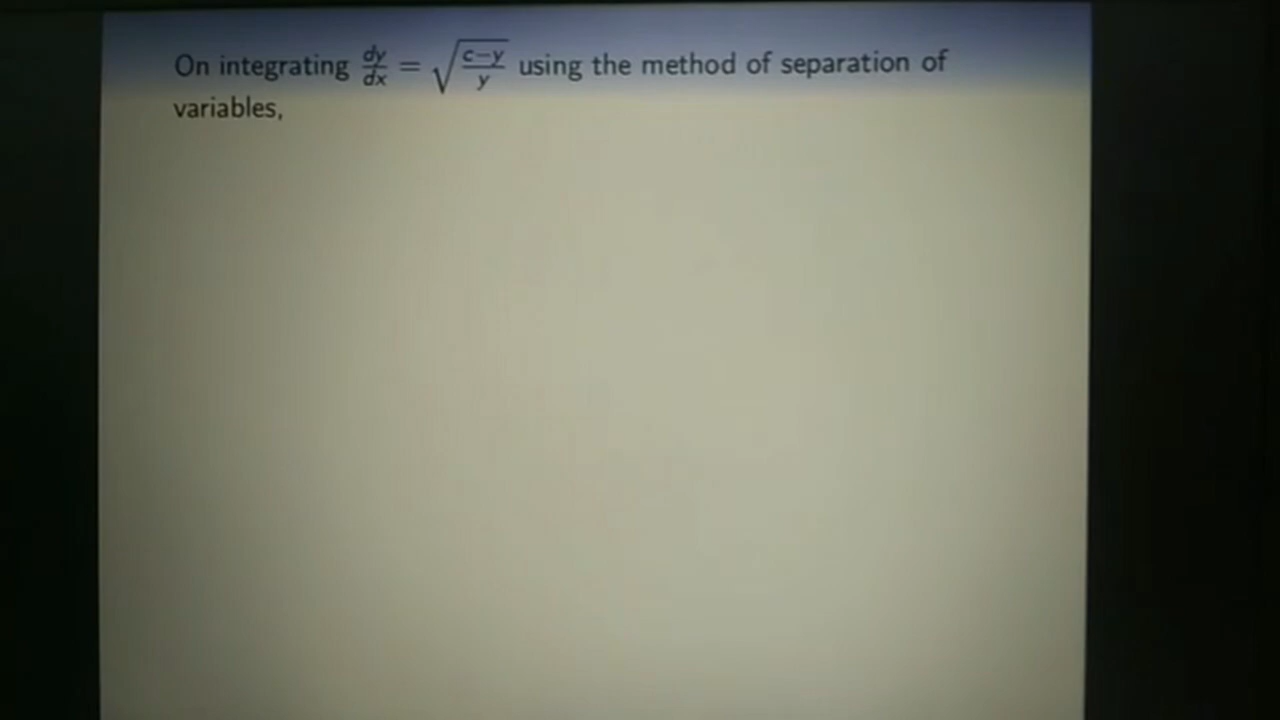 On integrating dy/dx = √((c−y)/y) using the method of separation of
variables,